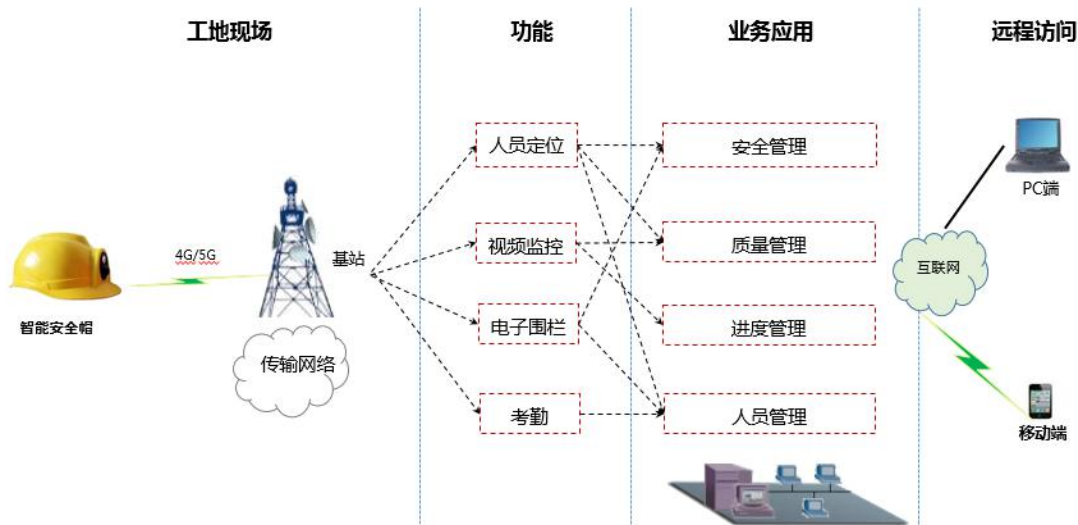 工地现场
功能
业务应用
远程访问
人员定位
安全管理
PC端
4G/5G
基站
视频监控
质量管理
互联网
智能安全帽
电子围栏
进度管理
传输网络
考勤
人员管理
移动端